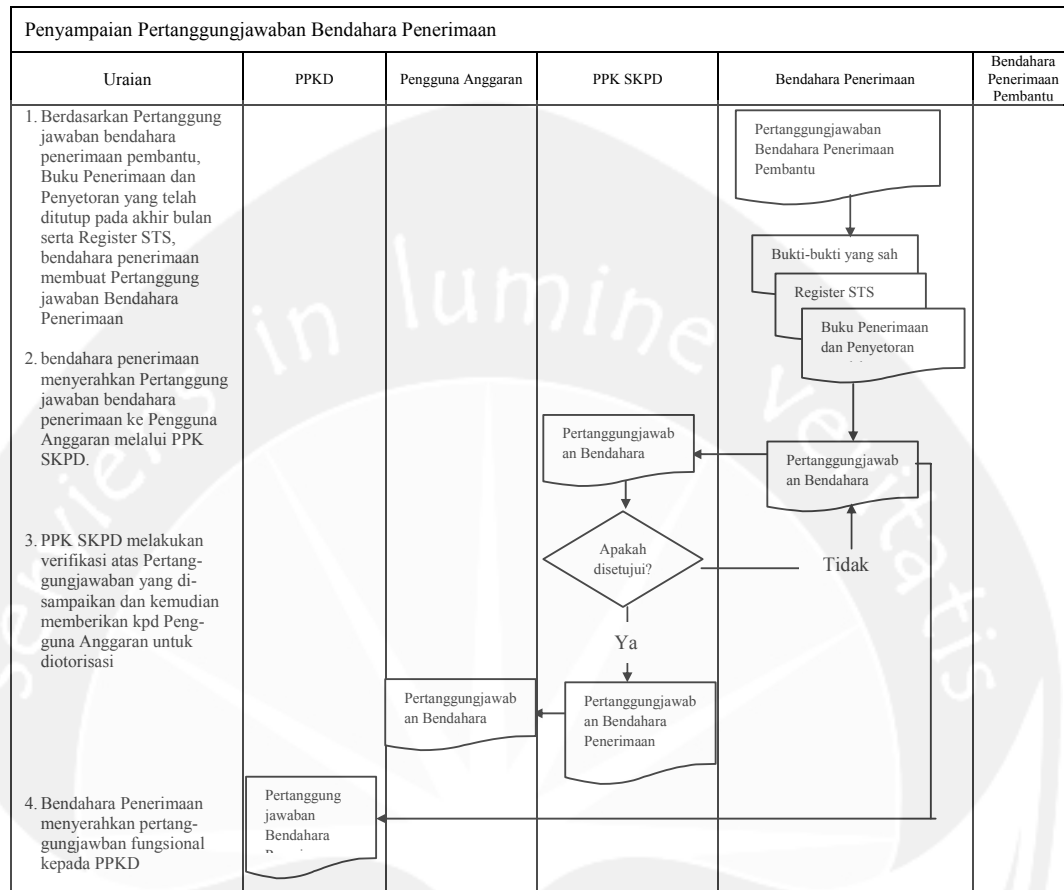 Penyampaian Pertanggungjawaban Bendahara Penerimaan
Uraian
PPKD
Pengguna Anggaran
PPK SKPD
Bendahara Penerimaan
Bendahara
Penerimaan
Pembantu
1. Berdasarkan Pertanggung
jawaban bendahara
penerimaan pembantu,
Buku Penerimaan dan
Penyetoran yang telah
ditutup pada akhir bulan
serta Register STS,
bendahara penerimaan
membuat Pertanggung
jawaban Bendahara
Penerimaan
2. bendahara penerimaan
menyerahkan Pertanggung
jawaban bendahara
penerimaan ke Pengguna
Anggaran melalui PPK
SKPD.
3. PPK SKPD melakukan
verifikasi atas Pertang-
gungjawaban yang di-
sampaikan dan kemudian
memberikan kpd Peng-
guna Anggaran untuk
diotorisasi
4. Bendahara Penerimaan
menyerahkan pertang-
gungjawban fungsional
kepada PPKD
Pertanggungjawaban
Bendahara Penerimaan
Pembantu
Bukti-bukti yang sah
Register STS
Buku Penerimaan
dan Penyetoran
Pertanggungjawab
an Bendahara
Pertanggungjawab
an Bendahara
Apakah
disetujui?
Tidak
Ya
Pertanggungjawab
an Bendahara
Penerimaan
Pertanggungjawab
an Bendahara
Pertanggung
jawaban
Bendahara
serviens in lumine veritatis